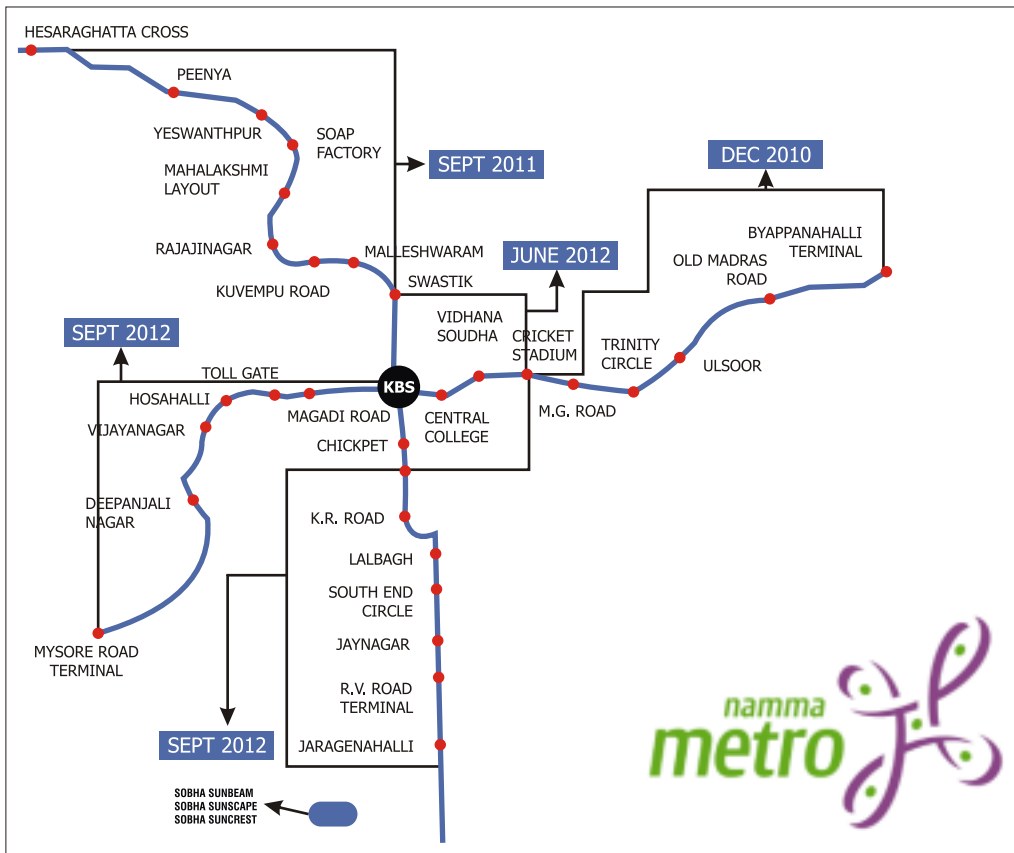 HESARAGHATTA CROSS
PEENYA
YESWANTHPUR
SOAP
FACTORY
MAHALAKSHMI
LAYOUT
SEPT 2011
DEC 2010
RAJAJINAGAR
MALLESHWARAM
KUVEMPU ROAD
SWASTIK
JUNE 2012
BYAPPANAHALLI
TERMINAL
OLD MADRAS
ROAD
VIDHANA
SOUDHA
CRICKET
STADIUM
TRINITY
CIRCLE
ULSOOR
SEPT 2012
TOLL GATE
HOSAHALLI
KBS
MAGADI ROAD
CENTRAL
COLLEGE
M.G. ROAD
VIJAYANAGAR
CHICKPET
DEEPANJALI
NAGAR
K.R. ROAD
LALBAGH
SOUTH END
CIRCLE
JAYNAGAR
MYSORE ROAD
TERMINAL
R.V. ROAD
TERMINAL
SEPT 2012
JARAGENAHALLI
SOBHA SUNBEAM
SOBHA SUNSCAPE
SOBHA SUNCREST
namma
metro